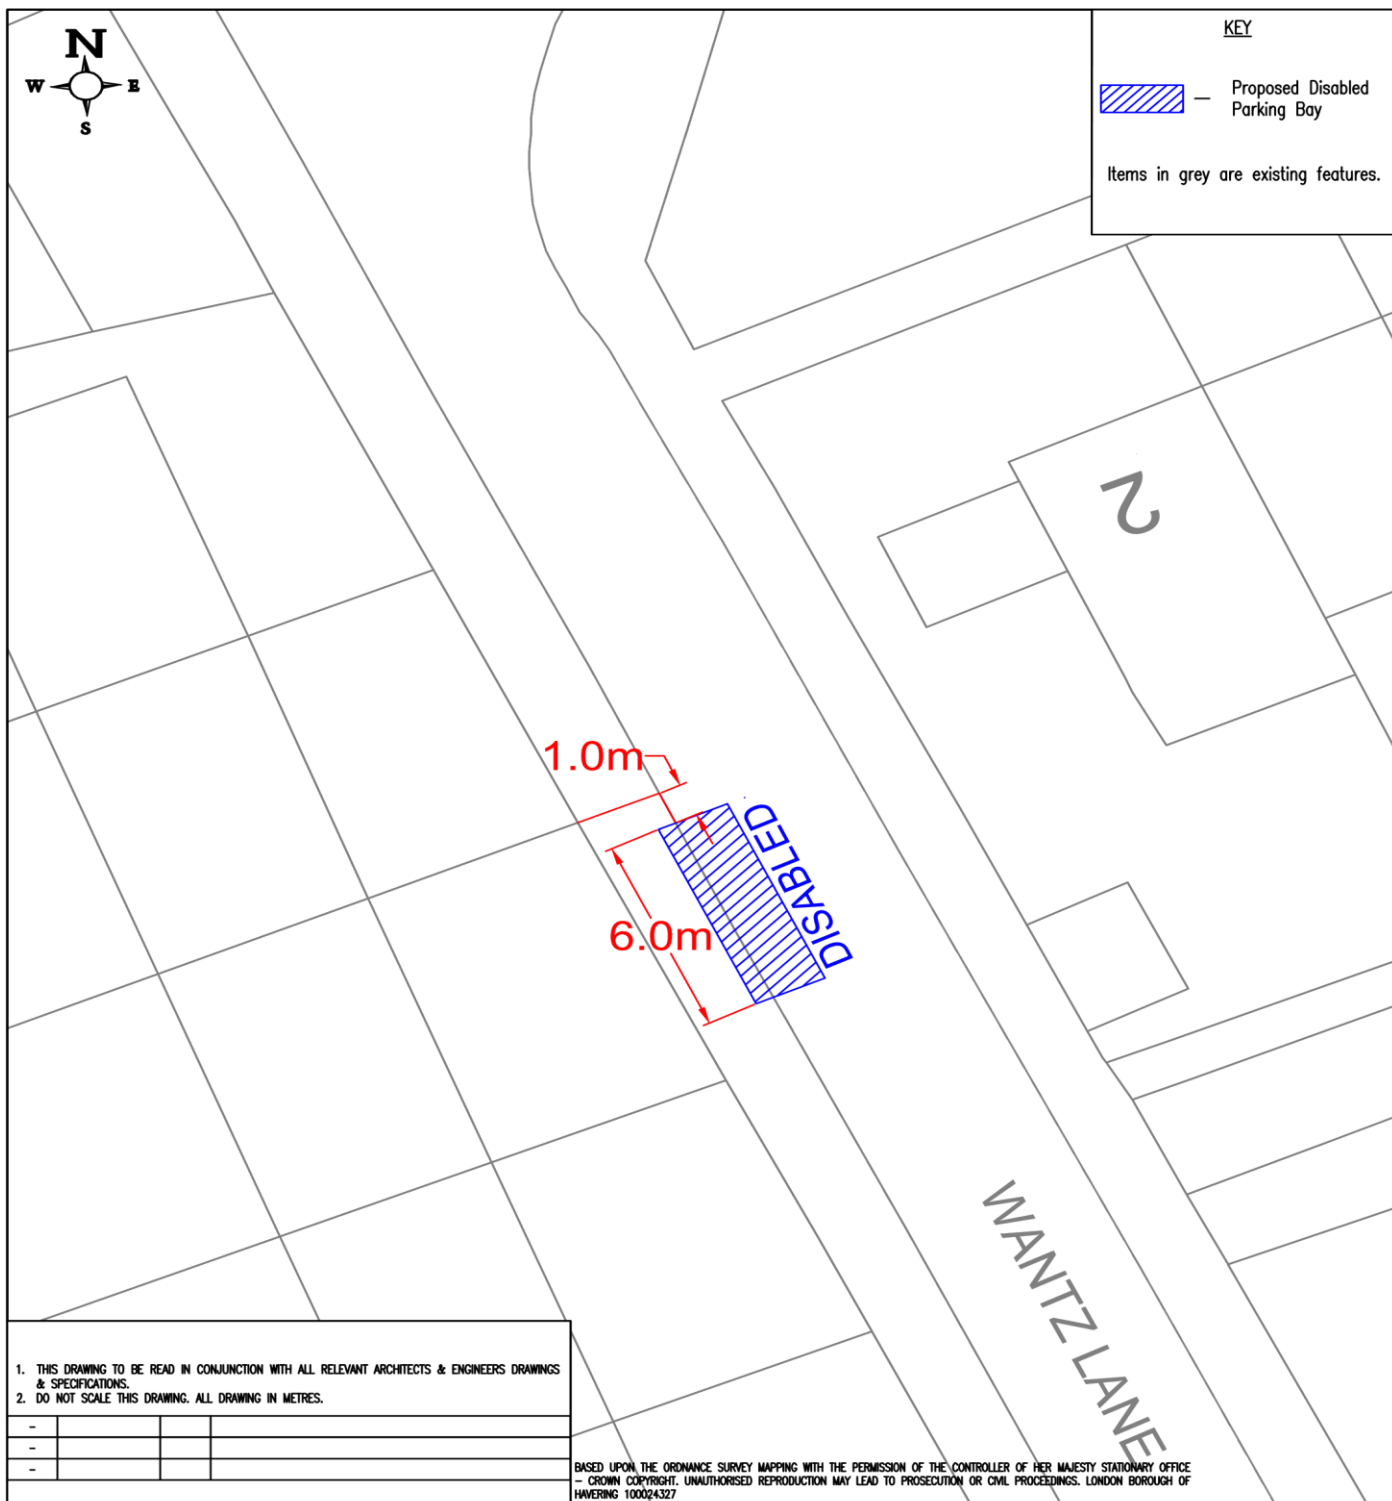 N
W E
S
KEY
– Proposed Disabled
Parking Bay
Items in grey are existing features.
2
1.0m
DISABLED
6.0m
WANTZ LANE
1. THIS DRAWING TO BE READ IN CONJUNCTION WITH ALL RELEVANT ARCHITECTS & ENGINEERS DRAWINGS
& SPECIFICATIONS.
2. DO NOT SCALE THIS DRAWING. ALL DRAWING IN METRES.
-
-
-
BASED UPON THE ORDNANCE SURVEY MAPPING WITH THE PERMISSION OF THE CONTROLLER OF HER MAJESTY STATIONARY OFFICE
– CROWN COPYRIGHT. UNAUTHORISED REPRODUCTION MAY LEAD TO PROSECUTION OR CIVIL PROCEEDINGS. LONDON BOROUGH OF
HAVERING 100024327